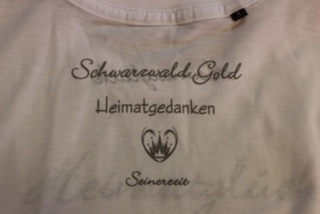 Schwarzwald Gold
Heimatgedanken
Seinerzeit